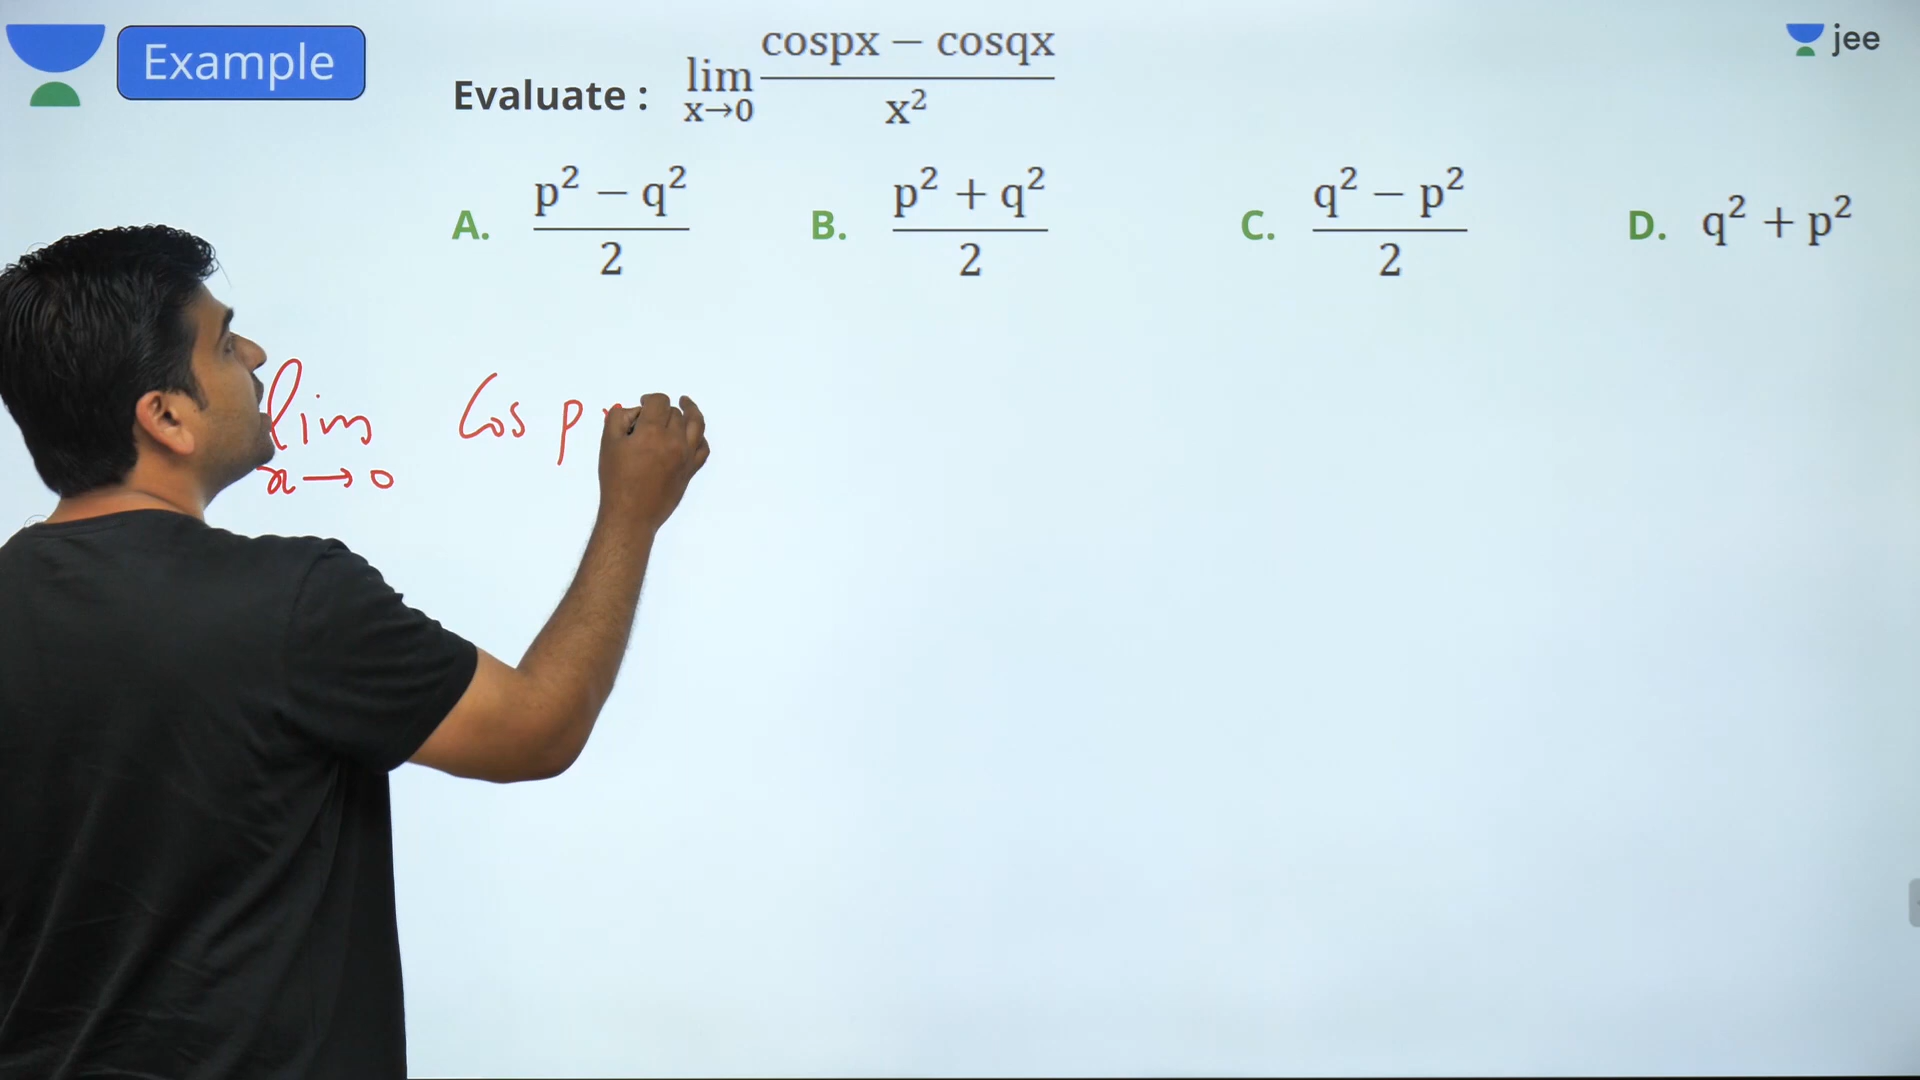 Example
jee
Evaluate : lim x→0 cospx − cosqx / x²
A. p² − q² / 2
B. p² + q² / 2
C. q² − p² / 2
D. q² + p²
lim x→0 Cos p